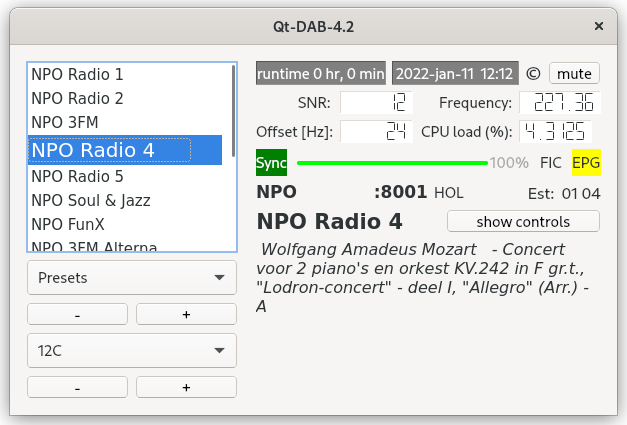 Qt-DAB-4.2
×
NPO Radio 1
NPO Radio 2
NPO 3FM
NPO Radio 4
NPO Radio 5
NPO Soul & Jazz
NPO FunX
NPO 3FM Alterna
Presets
- +
12C
- +
runtime 0 hr, 0 min 2022-jan-11 12:12 © mute
SNR: 12 Frequency: 227.36
Offset [Hz]: 24 CPU load (%): 4.3125
Sync 100% FIC EPG
NPO :8001 HOL Est: 01 04
NPO Radio 4 show controls
Wolfgang Amadeus Mozart - Concert
voor 2 piano's en orkest KV.242 in F gr.t.,
"Lodron-concert" - deel I, "Allegro" (Arr.) -
A